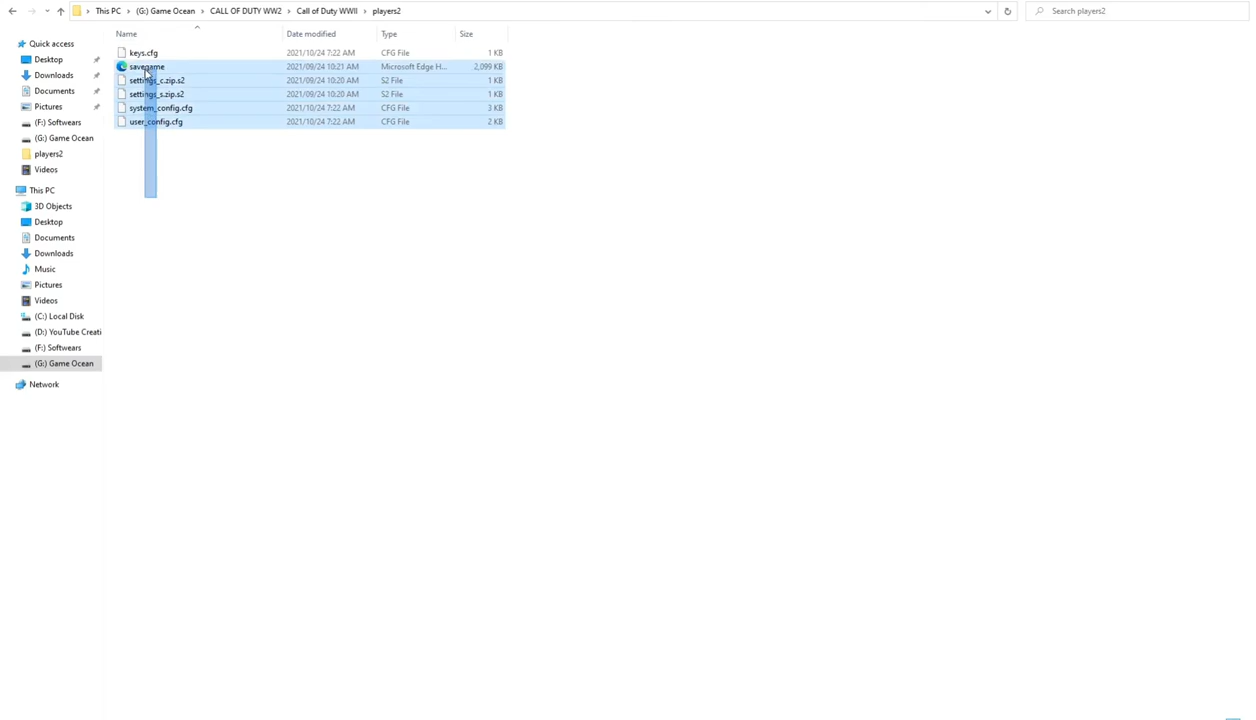 This PC > (G:) Game Ocean > CALL OF DUTY WW2 > Call of Duty WWII > players2
Search players2
Name Date modified Type Size
Quick access
Desktop
Downloads
Documents
Pictures
(F:) Softwears
(G:) Game Ocean
players2
Videos
This PC
3D Objects
Desktop
Documents
Downloads
Music
Pictures
Videos
(C:) Local Disk
(D:) YouTube Creati
(F:) Softwears
(G:) Game Ocean
Network
keys.cfg 2021/10/24 7:22 AM CFG File 1 KB
savegame 2021/09/24 10:21 AM Microsoft Edge H... 2,099 KB
settings_c.zip.s2 2021/09/24 10:20 AM S2 File 1 KB
settings_s.zip.s2 2021/09/24 10:20 AM S2 File 1 KB
system_config.cfg 2021/10/24 7:22 AM CFG File 3 KB
user_config.cfg 2021/10/24 7:22 AM CFG File 2 KB